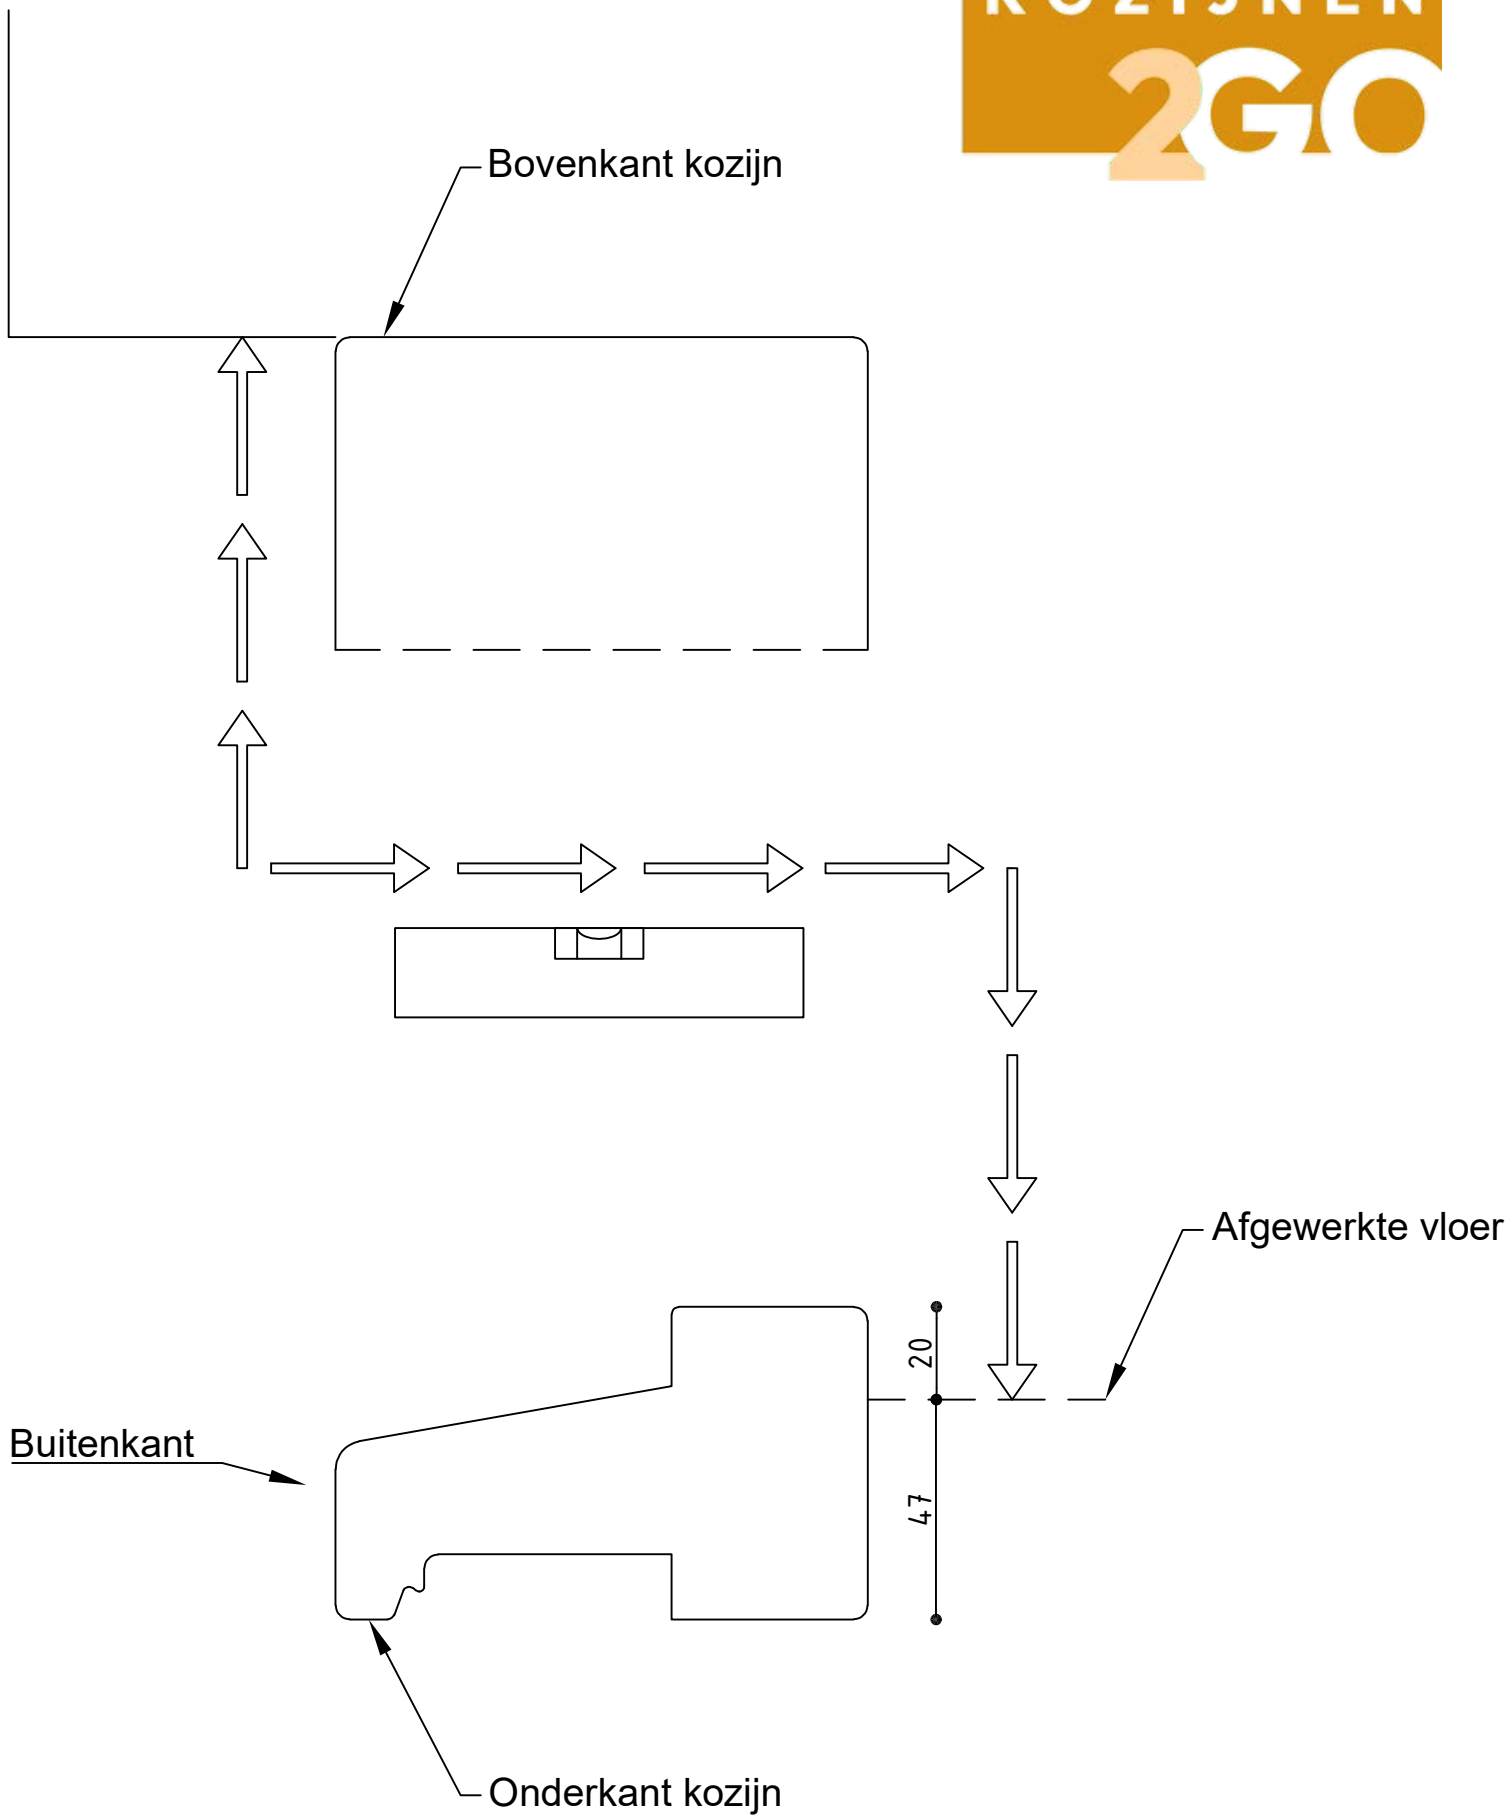 KOZIJNEN
2GO
Bovenkant kozijn
Afgewerkte vloer
20
Buitenkant
47
Onderkant kozijn